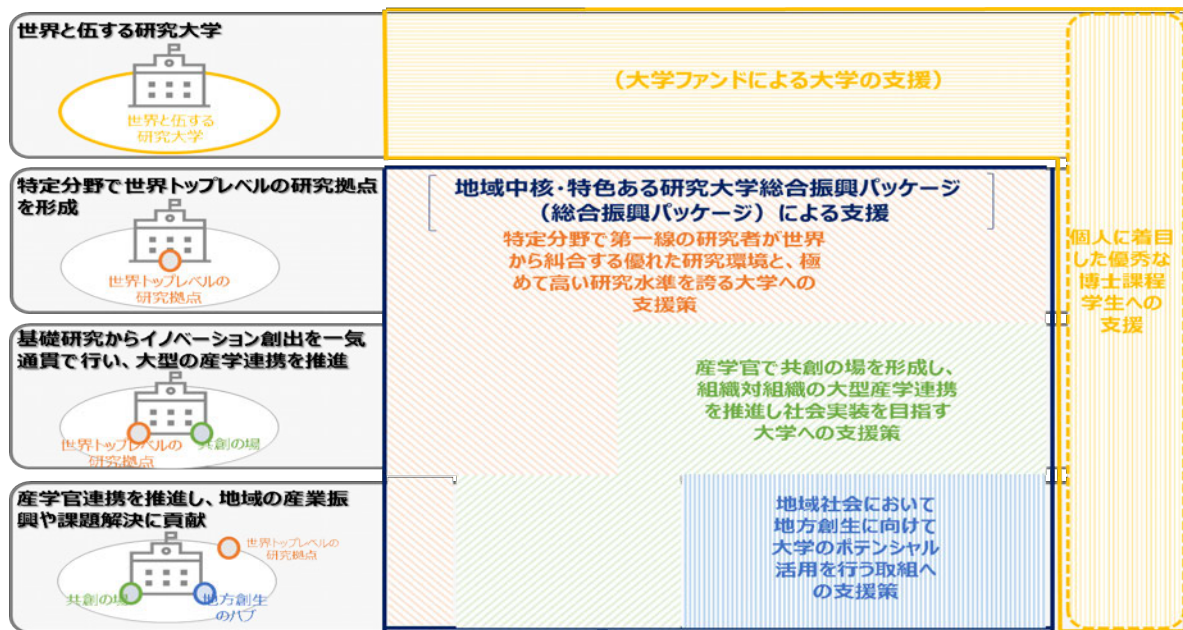 世界と伍する研究大学
世界と伍する
研究大学
(大学ファンドによる大学の支援)
特定分野で世界トップレベルの研究拠点
を形成
世界トップレベルの
研究拠点
地域中核・特色ある研究大学総合振興パッケージ
(総合振興パッケージ)による支援
特定分野で第一線の研究者が世界
から糾合する優れた研究環境と、極
めて高い研究水準を誇る大学への
支援策
個人に着目
した優秀な
博士課程
学生への
支援
基礎研究からイノベーション創出を一気
通貫で行い、大型の産学連携を推進
世界トップレベルの
研究拠点
共創の場
産学官で共創の場を形成し、
組織対組織の大型産学連携
を推進し社会実装を目指す
大学への支援策
産学官連携を推進し、地域の産業振
興や課題解決に貢献
世界トップレベルの
研究拠点
共創の場
地方創生
のハブ
地域社会において
地方創生に向けて
大学のポテンシャル
活用を行う取組へ
の支援策